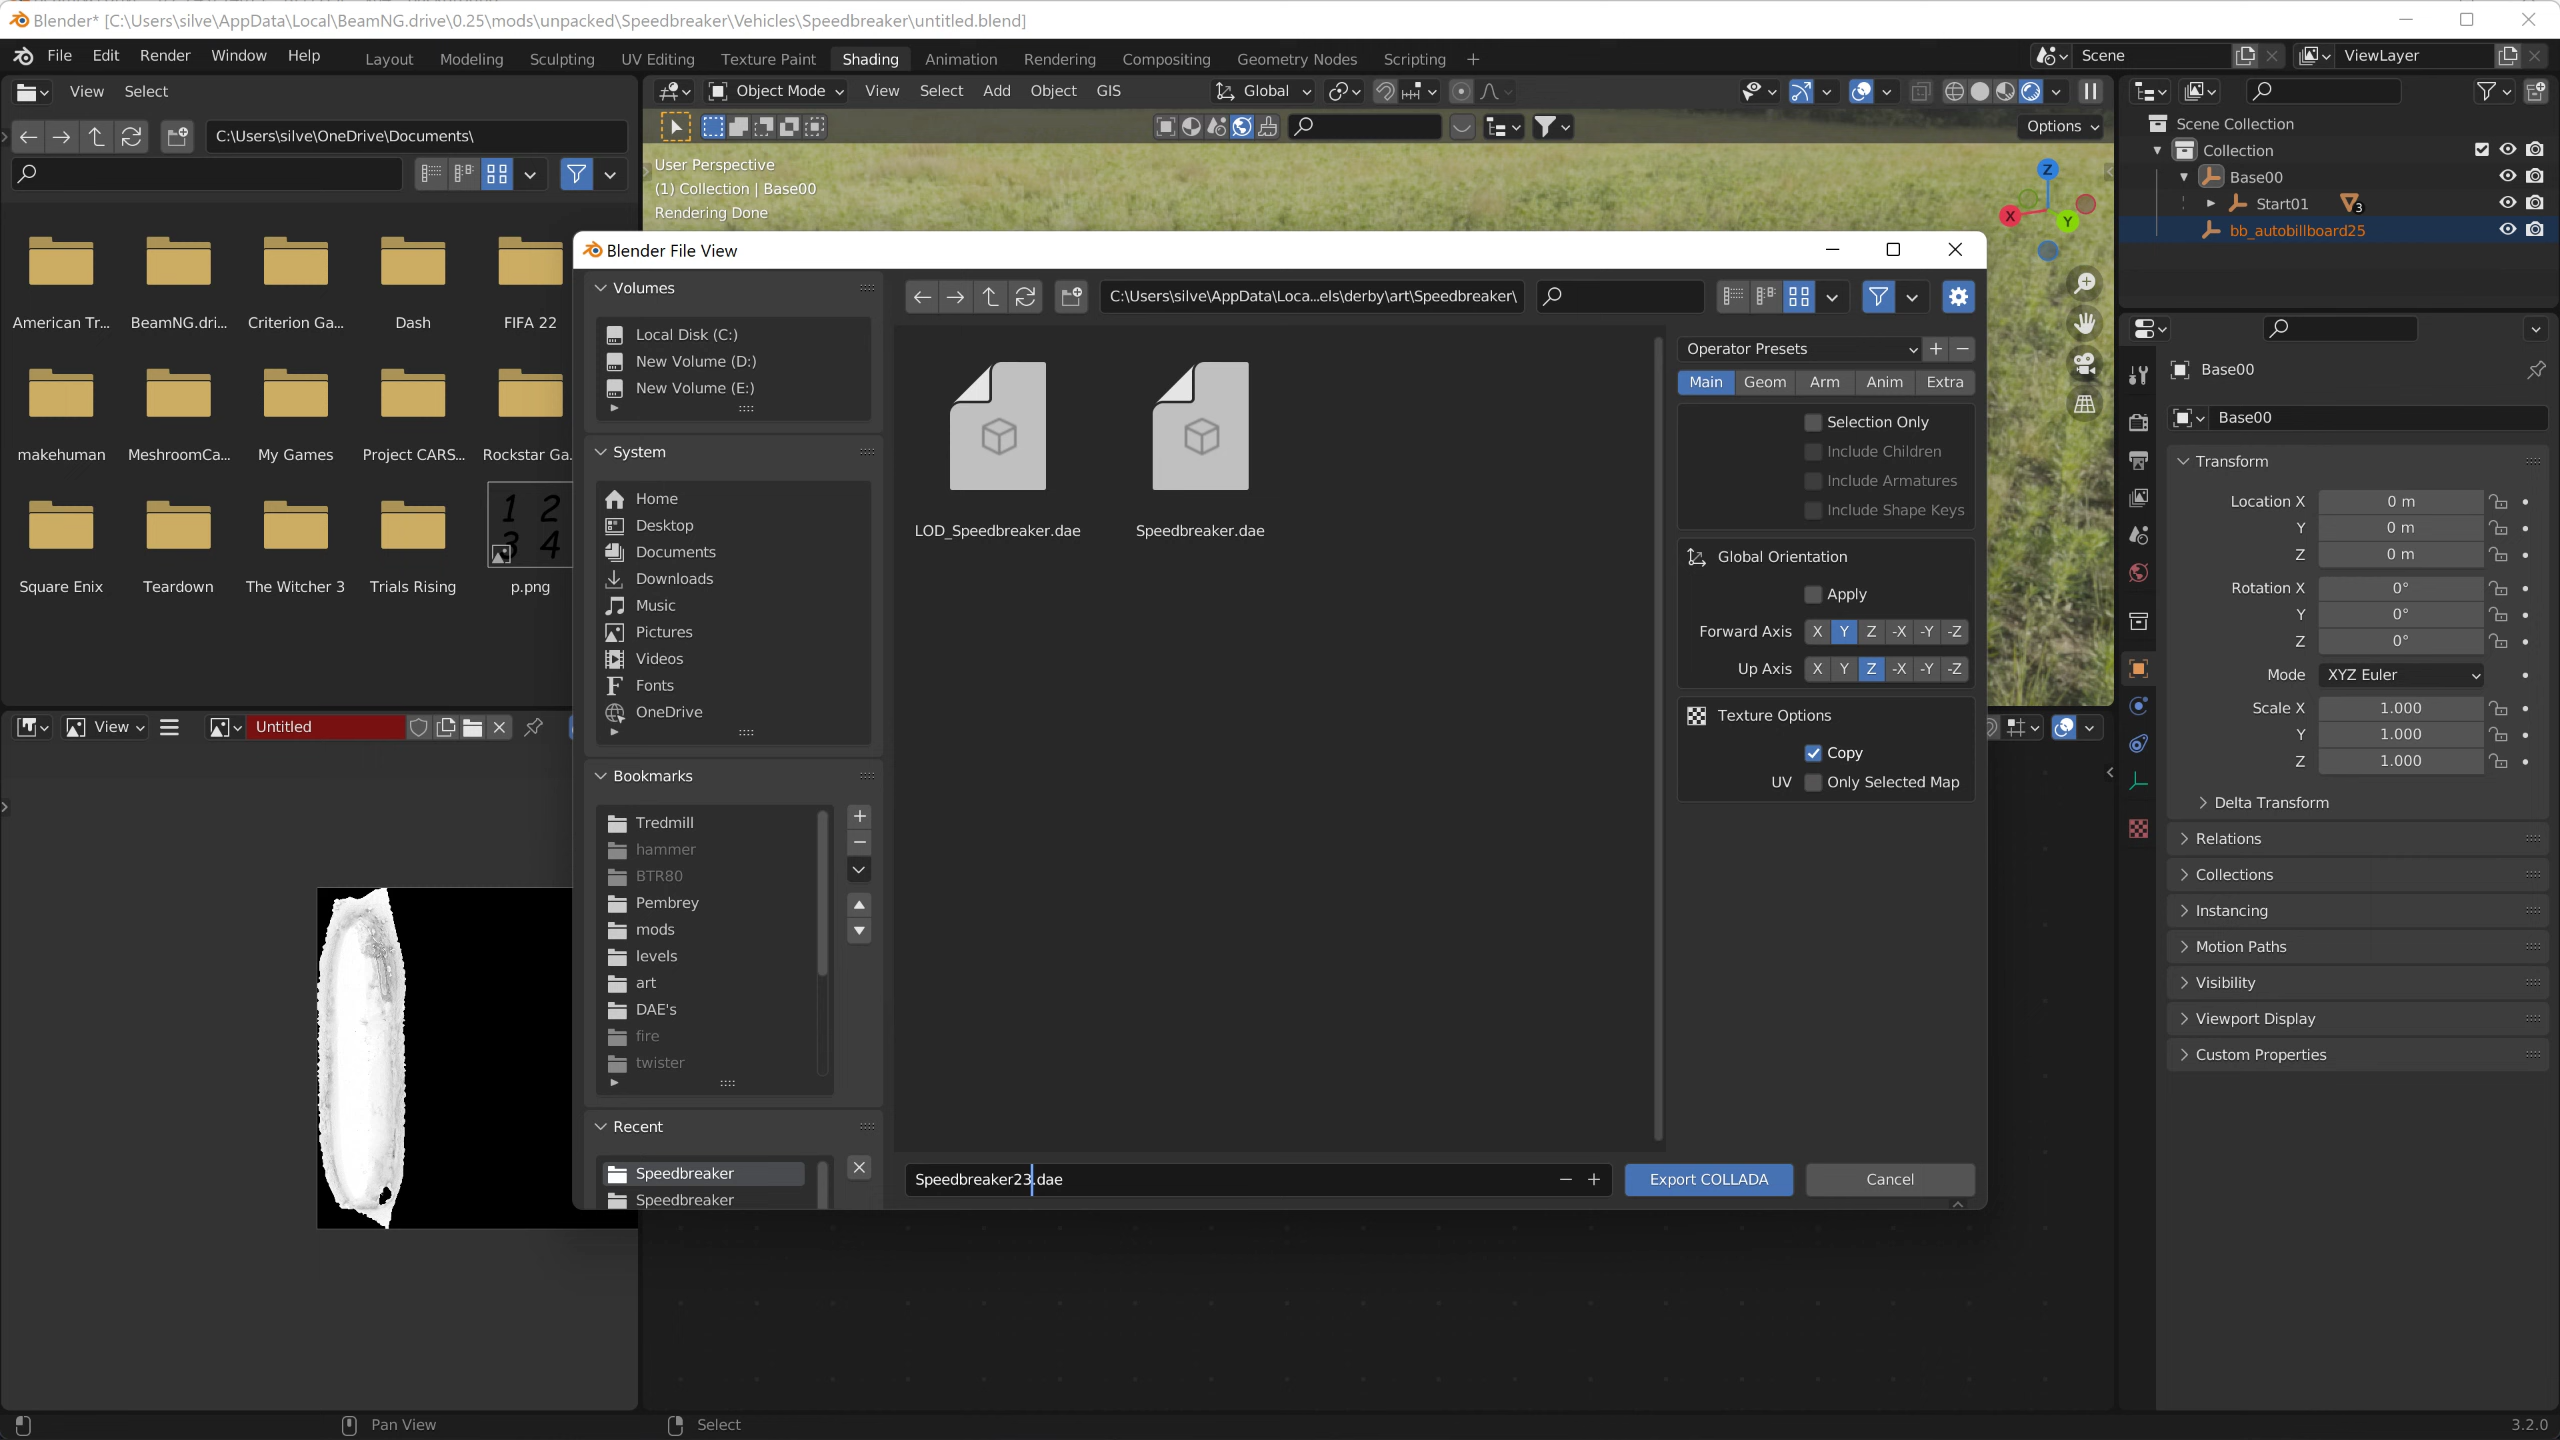 Blender* [C:\Users\silve\AppData\Local\BeamNG.drive\0.25\mods\unpacked\Speedbreaker\Vehicles\Speedbreaker\untitled.blend]
File Edit Render Window Help
Layout Modeling Sculpting UV Editing Texture Paint Shading Animation Rendering Compositing Geometry Nodes Scripting +
Scene
ViewLayer
View Select
Object Mode View Select Add Object GIS
Global
C:\Users\silve\OneDrive\Documents\
Options
User Perspective
(1) Collection | Base00
Rendering Done
Z
X
Y
American Tr... BeamNG.dri... Criterion Ga... Dash FIFA 22
makehuman MeshroomCa... My Games Project CARS... Rockstar Ga.
1 2
3 4
Square Enix Teardown The Witcher 3 Trials Rising p.png
View
Untitled
Blender File View
Volumes
Local Disk (C:)
New Volume (D:)
New Volume (E:)
System
Home
Desktop
Documents
Downloads
Music
Pictures
Videos
Fonts
OneDrive
Bookmarks
Tredmill
hammer
BTR80
Pembrey
mods
levels
art
DAE's
fire
twister
Recent
Speedbreaker
Speedbreaker
C:\Users\silve\AppData\Loca...els\derby\art\Speedbreaker\
LOD_Speedbreaker.dae Speedbreaker.dae
Operator Presets
Main Geom Arm Anim Extra
Selection Only
Include Children
Include Armatures
Include Shape Keys
Global Orientation
Apply
Forward Axis X Y Z -X -Y -Z
Up Axis X Y Z -X -Y -Z
Texture Options
Copy
UV Only Selected Map
Speedbreaker23.dae
Export COLLADA
Cancel
Scene Collection
Collection
Base00
Start01 3
bb_autobillboard25
Base00
Base00
Transform
Location X 0 m
Y 0 m
Z 0 m
Rotation X 0°
Y 0°
Z 0°
Mode XYZ Euler
Scale X 1.000
Y 1.000
Z 1.000
Delta Transform
Relations
Collections
Instancing
Motion Paths
Visibility
Viewport Display
Custom Properties
Pan View
Select
3.2.0